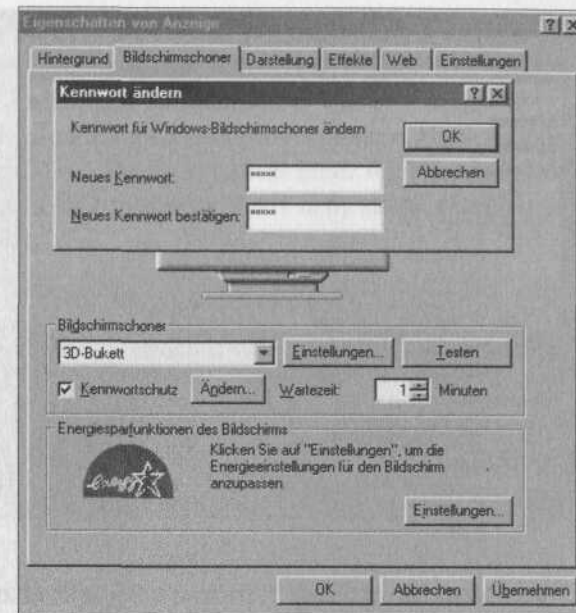 Eigenschaften von Anzeige
Hintergrund Bildschirmschoner Darstellung Effekte Web Einstellungen
Kennwort ändern
Kennwort für Windows-Bildschirmschoner ändern
OK
Neues Kennwort:
*****
Abbrechen
Neues Kennwort bestätigen:
*****
Bildschirmschoner
3D-Bukett
Einstellungen...
Testen
Kennwortschutz
Ändern...
Wartezeit:
1
Minuten
Energiesparfunktionen des Bildschirms
Klicken Sie auf "Einstellungen", um die
Energieeinstellungen für den Bildschirm
anzupassen.
energy
Einstellungen...
OK
Abbrechen
Übernehmen